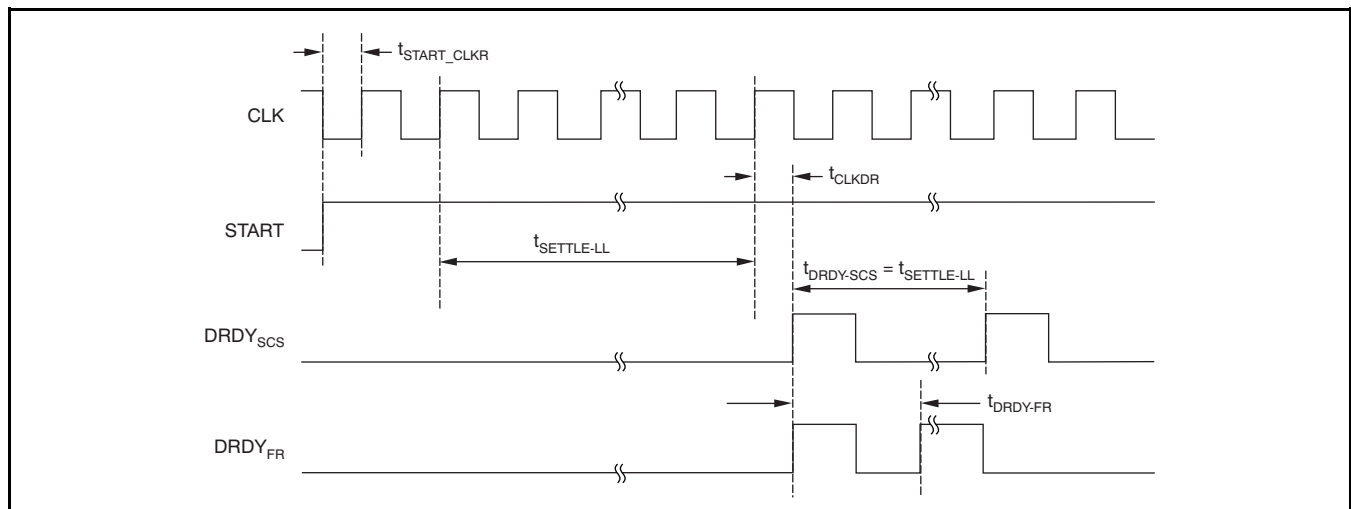 tSTART_CLKR
CLK
tCLKDR
START
tSETTLE-LL
tDRDY-SCS = tSETTLE-LL
DRDYSCS
tDRDY-FR
DRDYFR